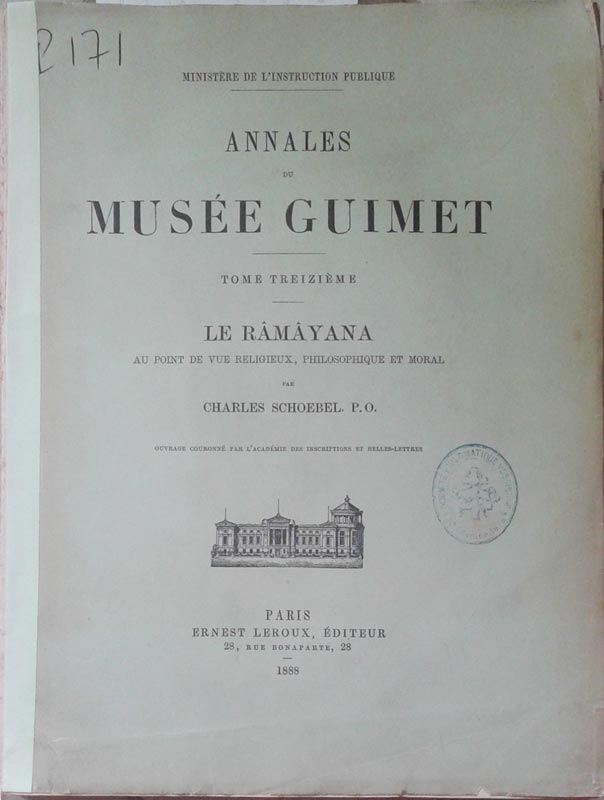 2171
MINISTÈRE DE L'INSTRUCTION PUBLIQUE
ANNALES
DU
MUSÉE GUIMET
TOME TREIZIÈME
LE RÂMÂYANA
AU POINT DE VUE RELIGIEUX, PHILOSOPHIQUE ET MORAL
PAR
CHARLES SCHOEBEL. P. O.
OUVRAGE COURONNÉ PAR L'ACADÉMIE DES INSCRIPTIONS ET BELLES-LETTRES
PARIS
ERNEST LEROUX, ÉDITEUR
28, RUE BONAPARTE, 28
1888